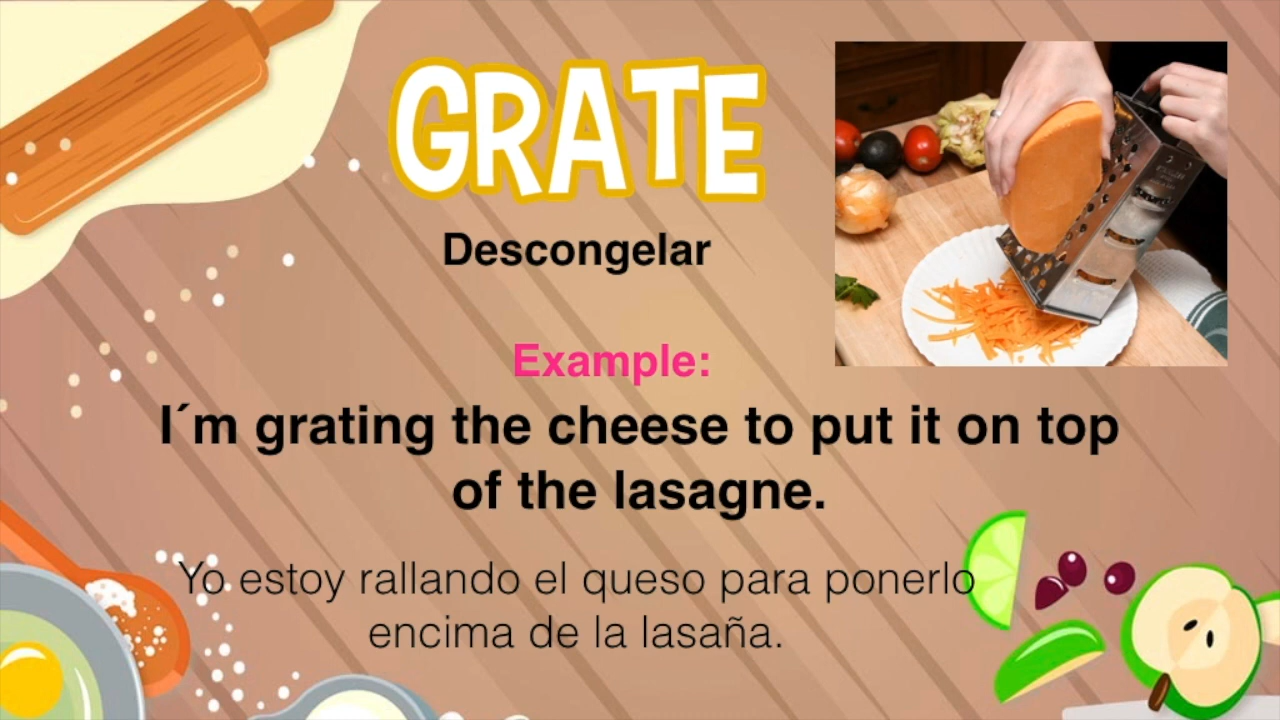 GRATE
Descongelar
Example:
I´m grating the cheese to put it on top
of the lasagne.
Yo estoy rallando el queso para ponerlo
encima de la lasaña.